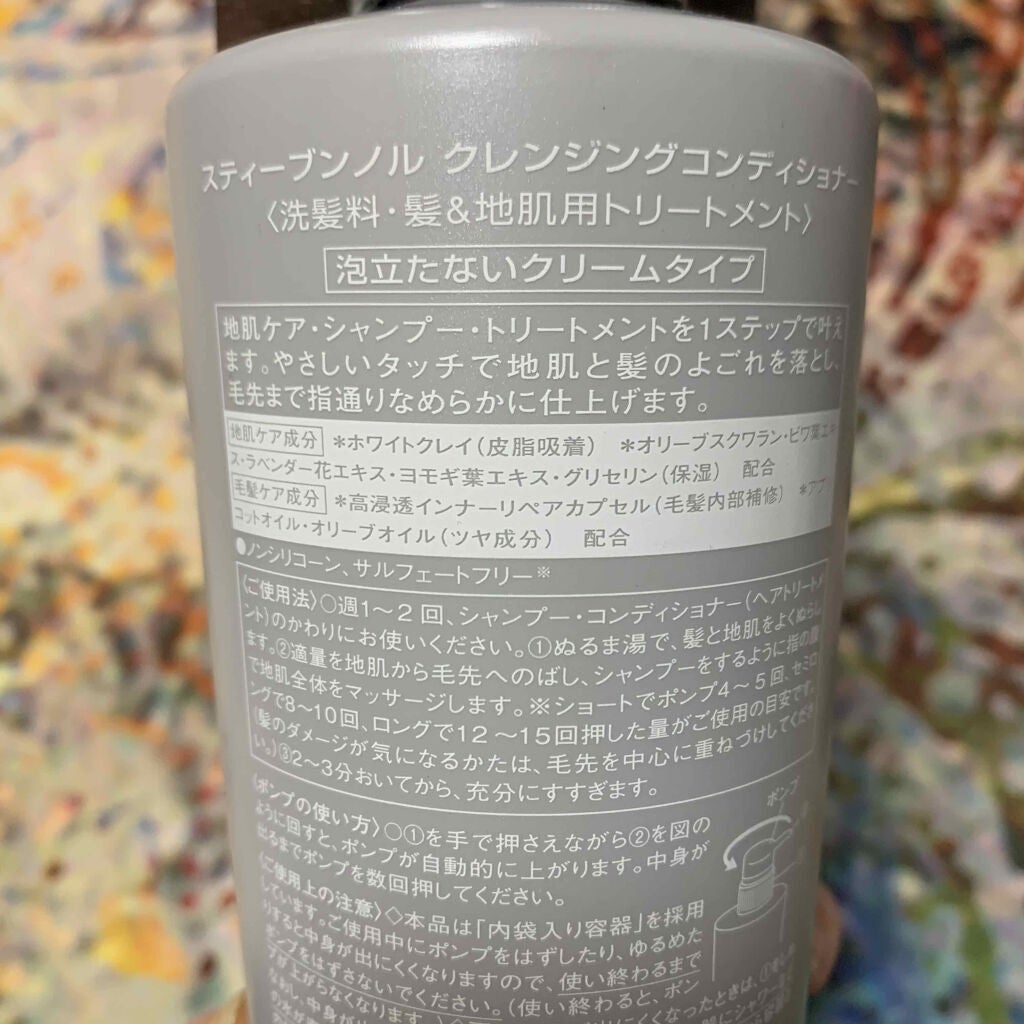 スティーブンノル クレンジングコンディショナー
〈洗髪料・髪&地肌用トリートメント〉
泡立たないクリームタイプ
地肌ケア・シャンプー・トリートメントを1ステップで叶え
ます。やさしいタッチで地肌と髪のよごれを落とし、
毛先まで指通りなめらかに仕上げます。
地肌ケア成分 *ホワイトクレイ(皮脂吸着) *オリーブスクワラン・ビワ葉エキ
ス・ラベンダー花エキス・ヨモギ葉エキス・グリセリン(保湿) 配合
毛髪ケア成分 *高浸透インナーリペアカプセル(毛髪内部補修) *アプ
コットオイル・オリーブオイル(ツヤ成分) 配合
●ノンシリコーン、サルフェートフリー※
〈ご使用法〉○週1~2回、シャンプー・コンディショナー(ヘアトリートメ
ント)のかわりにお使いください。①ぬるま湯で、髪と地肌をよくぬらし
ます。②適量を地肌から毛先へのばし、シャンプーをするように指の腹
で地肌全体をマッサージします。※ショートでポンプ4~5回、セミロ
ングで8~10回、ロングで12~15回押した量がご使用の目安です。
(髪のダメージが気になるかたは、毛先を中心に重ねづけしてくださ
い。)③2~3分おいてから、充分にすすぎます。
〈ポンプの使い方〉○①を手で押さえながら②を図の
ように回すと、ポンプが自動的に上がります。中身が
出るまでポンプを数回押してください。
ポンプ
〈ご使用上の注意〉◇本品は「内袋入り容器」を採用
しています。ご使用中にポンプをはずしたり、ゆるめた
りすると中身が出にくくなりますので、使い終わるまで
ポンプをはずさないでください。(使い終わると、ポン
プが上がらなくなります。)